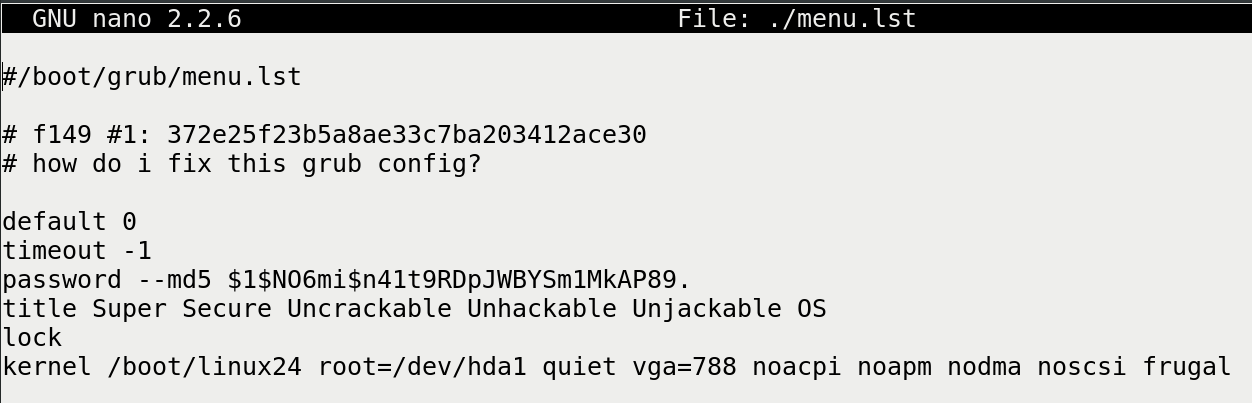 GNU nano 2.2.6 File: ./menu.lst
#/boot/grub/menu.lst
# f149 #1: 372e25f23b5a8ae33c7ba203412ace30
# how do i fix this grub config?
default 0
timeout -1
password --md5 $1$NO6mi$n41t9RDpJWBYSm1MkAP89.
title Super Secure Uncrackable Unhackable Unjackable OS
lock
kernel /boot/linux24 root=/dev/hda1 quiet vga=788 noacpi noapm nodma noscsi frugal